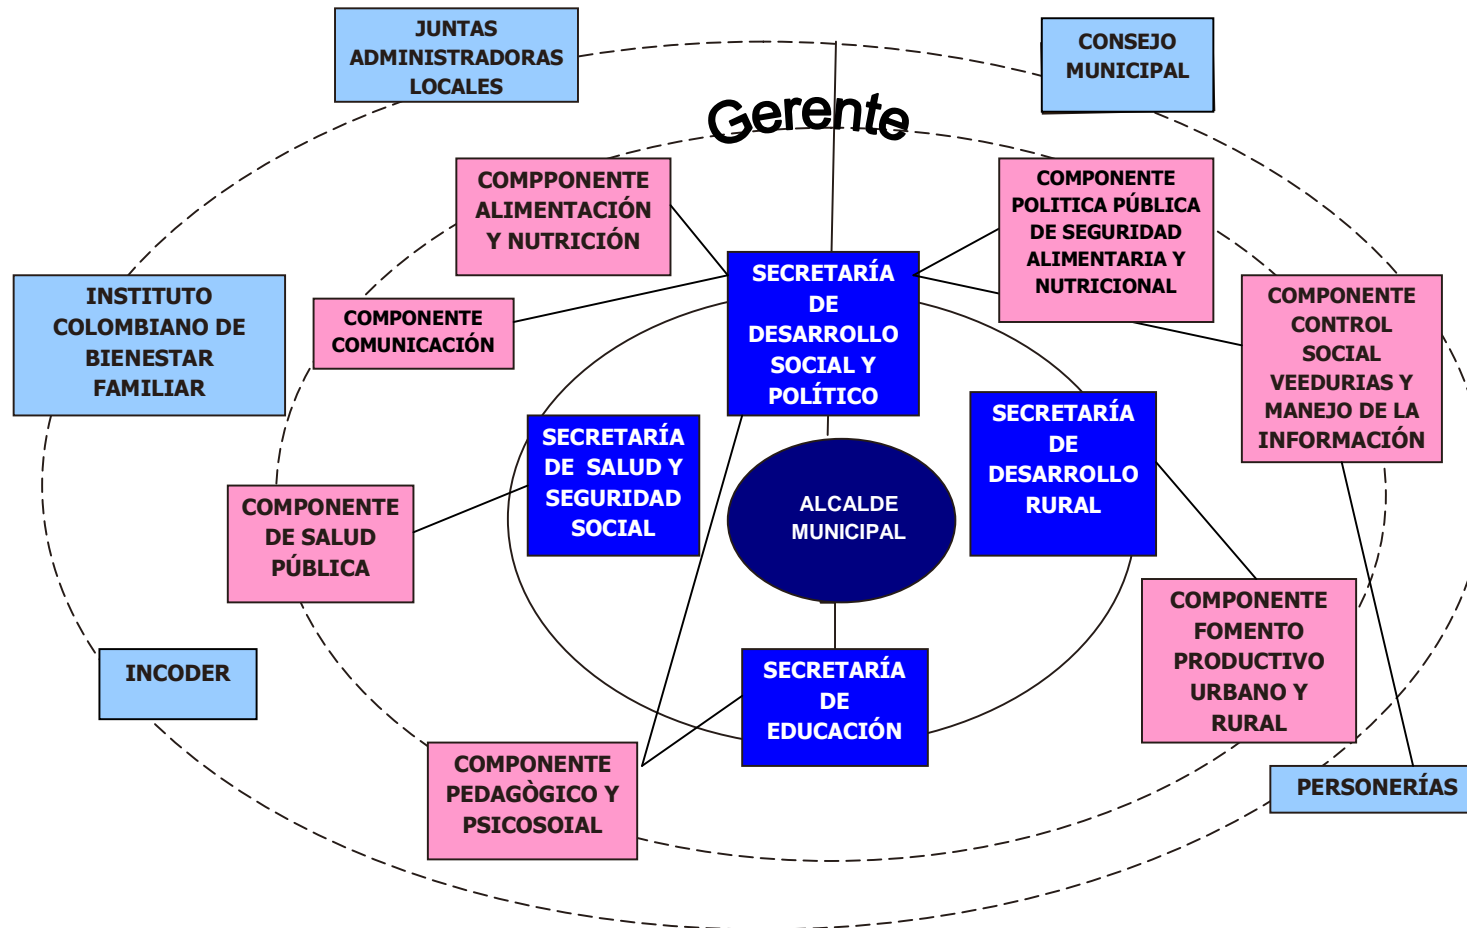 JUNTAS
ADMINISTRADORAS
LOCALES
CONSEJO
MUNICIPAL
Gerente
COMPPONENTE
ALIMENTACIÓN
Y NUTRICIÓN
COMPONENTE
POLITICA PÚBLICA
DE SEGURIDAD
ALIMENTARIA Y
NUTRICIONAL
INSTITUTO
COLOMBIANO DE
BIENESTAR
FAMILIAR
COMPONENTE
COMUNICACIÓN
SECRETARÍA
DE
DESARROLLO
SOCIAL Y
POLÍTICO
COMPONENTE
CONTROL
SOCIAL
VEEDURIAS Y
MANEJO DE LA
INFORMACIÓN
SECRETARÍA
DE SALUD Y
SEGURIDAD
SOCIAL
SECRETARÍA
DE
DESARROLLO
RURAL
COMPONENTE
DE SALUD
PÚBLICA
ALCALDE
MUNICIPAL
COMPONENTE
FOMENTO
PRODUCTIVO
URBANO Y
RURAL
INCODER
SECRETARÍA
DE
EDUCACIÓN
COMPONENTE
PEDAGÒGICO Y
PSICOSOIAL
PERSONERÍAS